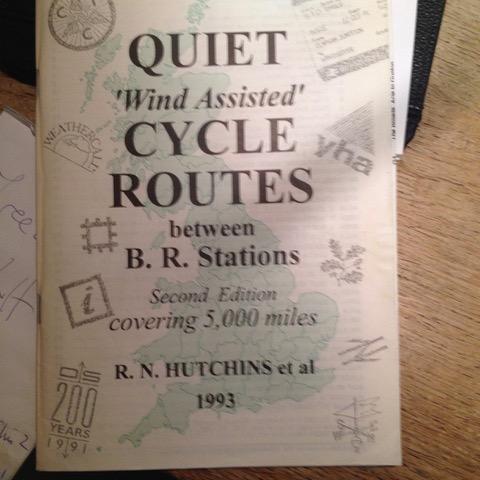 QUIET
'Wind Assisted'
CYCLE
ROUTES
between
B. R. Stations
Second Edition
covering 5,000 miles
R. N. HUTCHINS et al
1993
C T C
WEATHERCALL
yha
i
OS
200
YEARS
1991